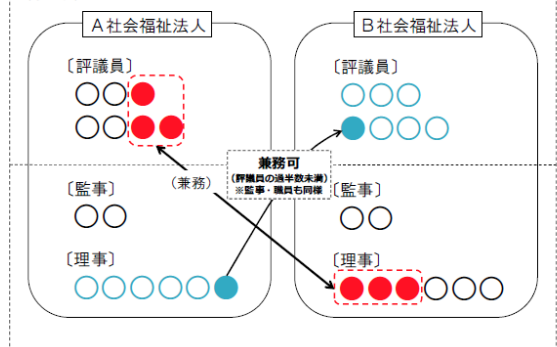 A社会福祉法人
B社会福祉法人
〔評議員〕
〔評議員〕
兼務可
(評議員の過半数未満)
※監事・職員も同様
(兼務)
〔監事〕
〔監事〕
〔理事〕
〔理事〕